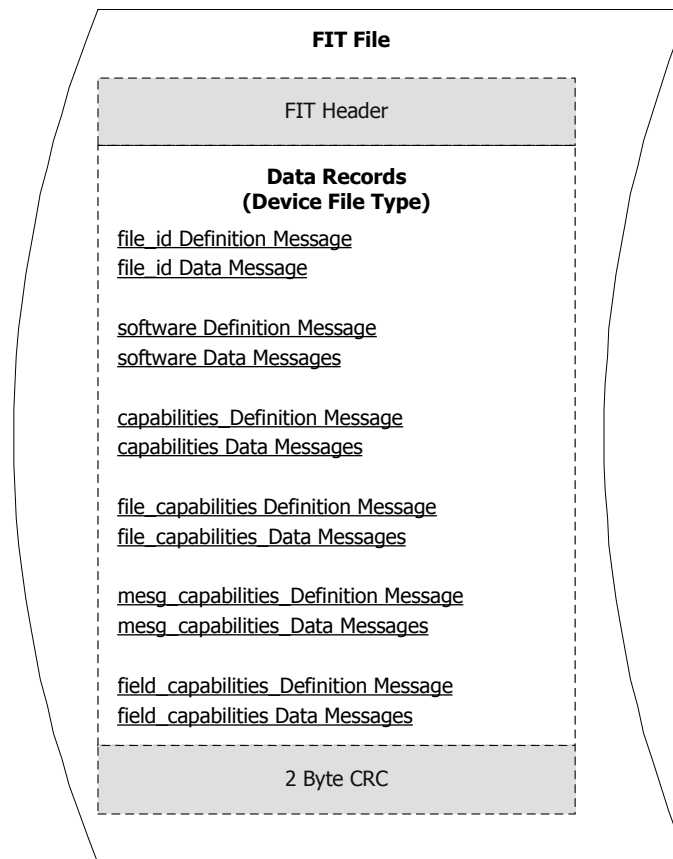 FIT File
FIT Header
Data Records
(Device File Type)
file_id Definition Message
file_id Data Message
software Definition Message
software Data Messages
capabilities_Definition Message
capabilities Data Messages
file_capabilities Definition Message
file_capabilities_Data Messages
mesg_capabilities_Definition Message
mesg_capabilities_Data Messages
field_capabilities_Definition Message
field_capabilities Data Messages
2 Byte CRC